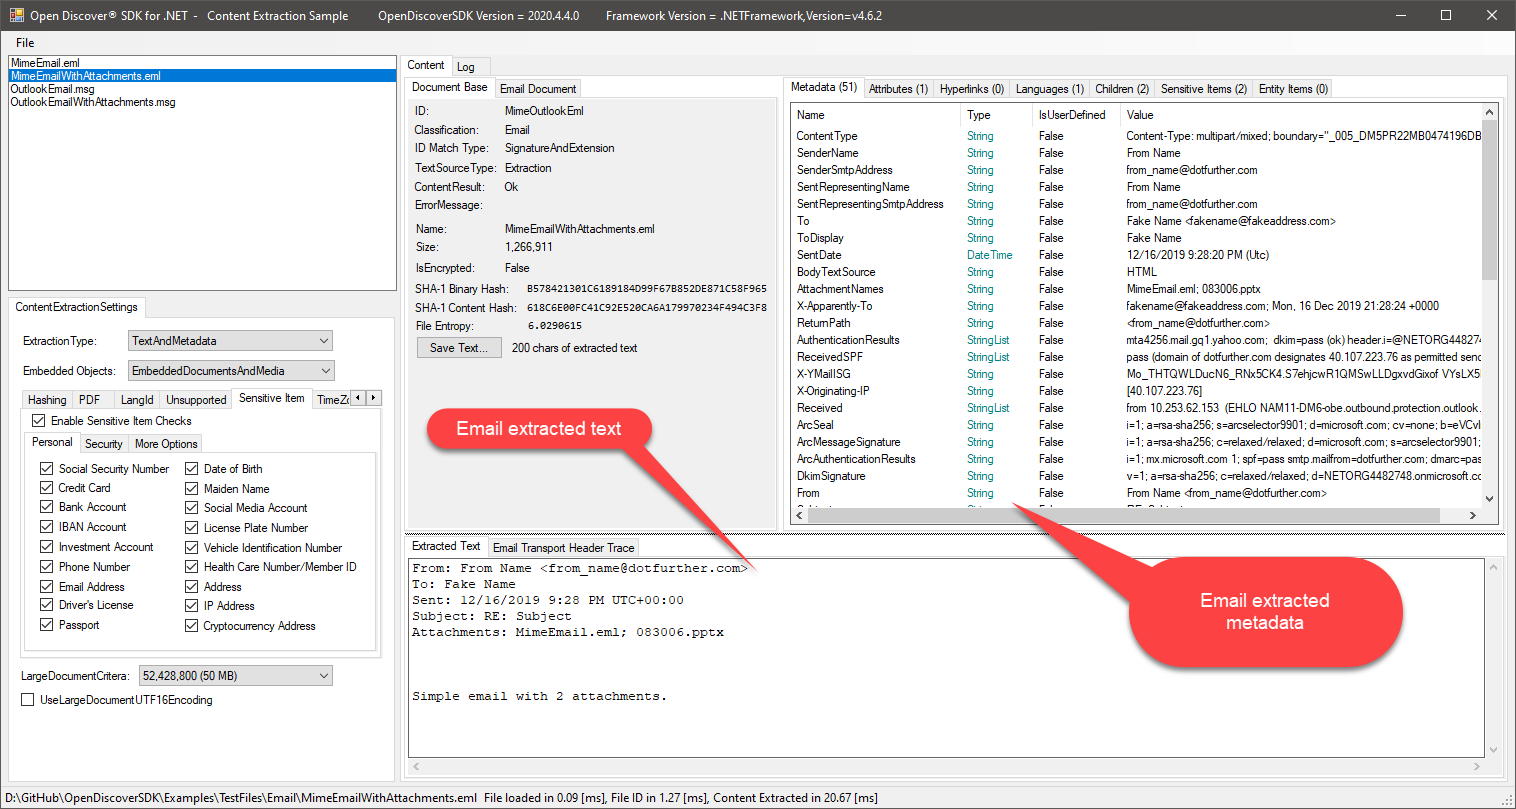 Open Discover® SDK for .NET - Content Extraction Sample OpenDiscoverSDK Version = 2020.4.4.0 Framework Version = .NETFramework,Version=v4.6.2
File
MimeEmail.eml
MimeEmailWithAttachments.eml
OutlookEmail.msg
OutlookEmailWithAttachments.msg
ContentExtractionSettings
ExtractionType: TextAndMetadata
Embedded Objects: EmbeddedDocumentsAndMedia
Hashing PDF LangId Unsupported Sensitive Item TimeZo
Enable Sensitive Item Checks
Personal Security More Options
Social Security Number Date of Birth
Credit Card Maiden Name
Bank Account Social Media Account
IBAN Account License Plate Number
Investment Account Vehicle Identification Number
Phone Number Health Care Number/Member ID
Email Address Address
Driver's License IP Address
Passport Cryptocurrency Address
LargeDocumentCritera: 52,428,800 (50 MB)
UseLargeDocumentUTF16Encoding
Content Log
Document Base Email Document
ID: MimeOutlookEml
Classification: Email
ID Match Type: SignatureAndExtension
TextSourceType: Extraction
ContentResult: Ok
ErrorMessage:
Name: MimeEmailWithAttachments.eml
Size: 1,266,911
IsEncrypted: False
SHA-1 Binary Hash: B578421301C6189184D99F67B852DE871C58F965
SHA-1 Content Hash: 618C6E00FC41C92E520CA6A179970234F494C3F8
File Entropy: 6.0290615
Save Text... 200 chars of extracted text
Email extracted text
Metadata (51) Attributes (1) Hyperlinks (0) Languages (1) Children (2) Sensitive Items (2) Entity Items (0)
Name Type IsUserDefined Value
ContentType String False Content-Type: multipart/mixed; boundary="_005_DM5PR22MB0474196DB
SenderName String False From Name
SenderSmtpAddress String False from_name@dotfurther.com
SentRepresentingName String False From Name
SentRepresentingSmtpAddress String False from_name@dotfurther.com
To String False Fake Name <fakename@fakeaddress.com>
ToDisplay String False Fake Name
SentDate DateTime False 12/16/2019 9:28:20 PM (Utc)
BodyTextSource String False HTML
AttachmentNames String False MimeEmail.eml; 083006.pptx
X-Apparently-To String False fakename@fakeaddress.com; Mon, 16 Dec 2019 21:28:24 +0000
ReturnPath String False <from_name@dotfurther.com>
AuthenticationResults StringList False mta4256.mail.gq1.yahoo.com; dkim=pass (ok) header.i=@NETORG44827
ReceivedSPF StringList False pass (domain of dotfurther.com designates 40.107.223.76 as permitted senc
X-YMailISG String False Mo_THTQWLDucN6_RNx5CK4.S7ehjcwR1QMSwLLDgxvdGixof VYsLX5
X-Originating-IP String False [40.107.223.76]
Received StringList False from 10.253.62.153 (EHLO NAM11-DM6-obe.outbound.protection.outlook.
ArcSeal String False i=1; a=rsa-sha256; s=arcselector9901; d=microsoft.com; cv=none; b=eVCvI
ArcMessageSignature String False i=1; a=rsa-sha256; c=relaxed/relaxed; d=microsoft.com; s=arcselector9901;
ArcAuthenticationResults String False i=1; mx.microsoft.com 1; spf=pass smtp.mailfrom=dotfurther.com; dmarc=pas
DkimSignature String False v=1; a=rsa-sha256; c=relaxed/relaxed; d=NETORG4482748.onmicrosoft.cc
From String False From Name <from_name@dotfurther.com>
Extracted Text Email Transport Header Trace
From: From Name <from_name@dotfurther.com>
To: Fake Name
Sent: 12/16/2019 9:28 PM UTC+00:00
Subject: RE: Subject
Attachments: MimeEmail.eml; 083006.pptx
Simple email with 2 attachments.
Email extracted
metadata
D:\GitHub\OpenDiscoverSDK\Examples\TestFiles\Email\MimeEmailWithAttachments.eml File loaded in 0.09 [ms], File ID in 1.27 [ms], Content Extracted in 20.67 [ms]